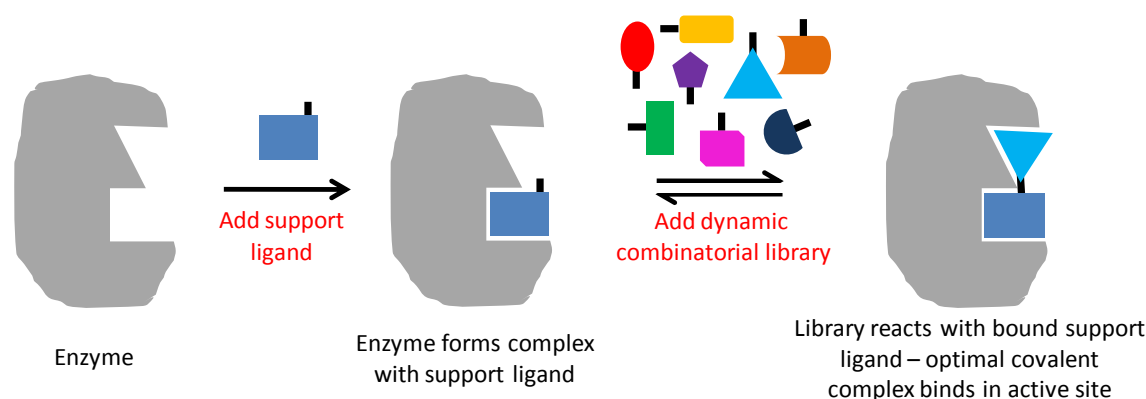 Add support
ligand
Add dynamic
combinatorial library
Enzyme
Enzyme forms complex
with support ligand
Library reacts with bound support
ligand – optimal covalent
complex binds in active site